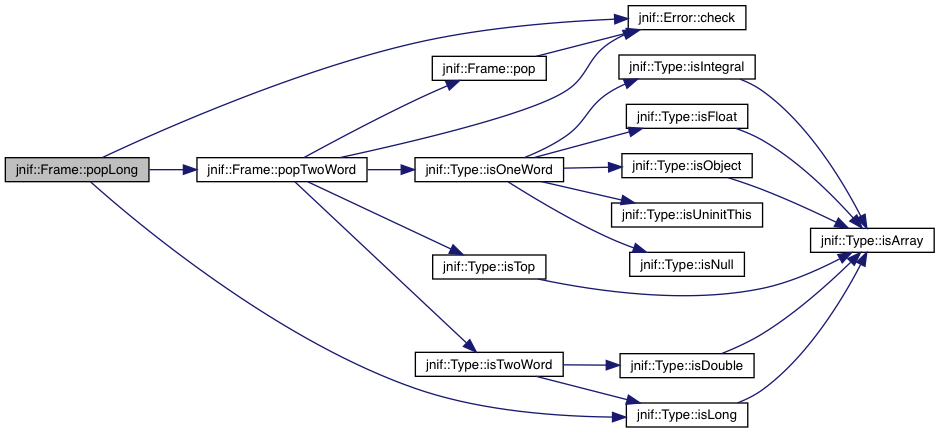 jnif::Error::check
jnif::Frame::pop
jnif::Type::isIntegral
jnif::Type::isFloat
jnif::Frame::popLong
jnif::Frame::popTwoWord
jnif::Type::isOneWord
jnif::Type::isObject
jnif::Type::isUninitThis
jnif::Type::isArray
jnif::Type::isTop
jnif::Type::isNull
jnif::Type::isTwoWord
jnif::Type::isDouble
jnif::Type::isLong